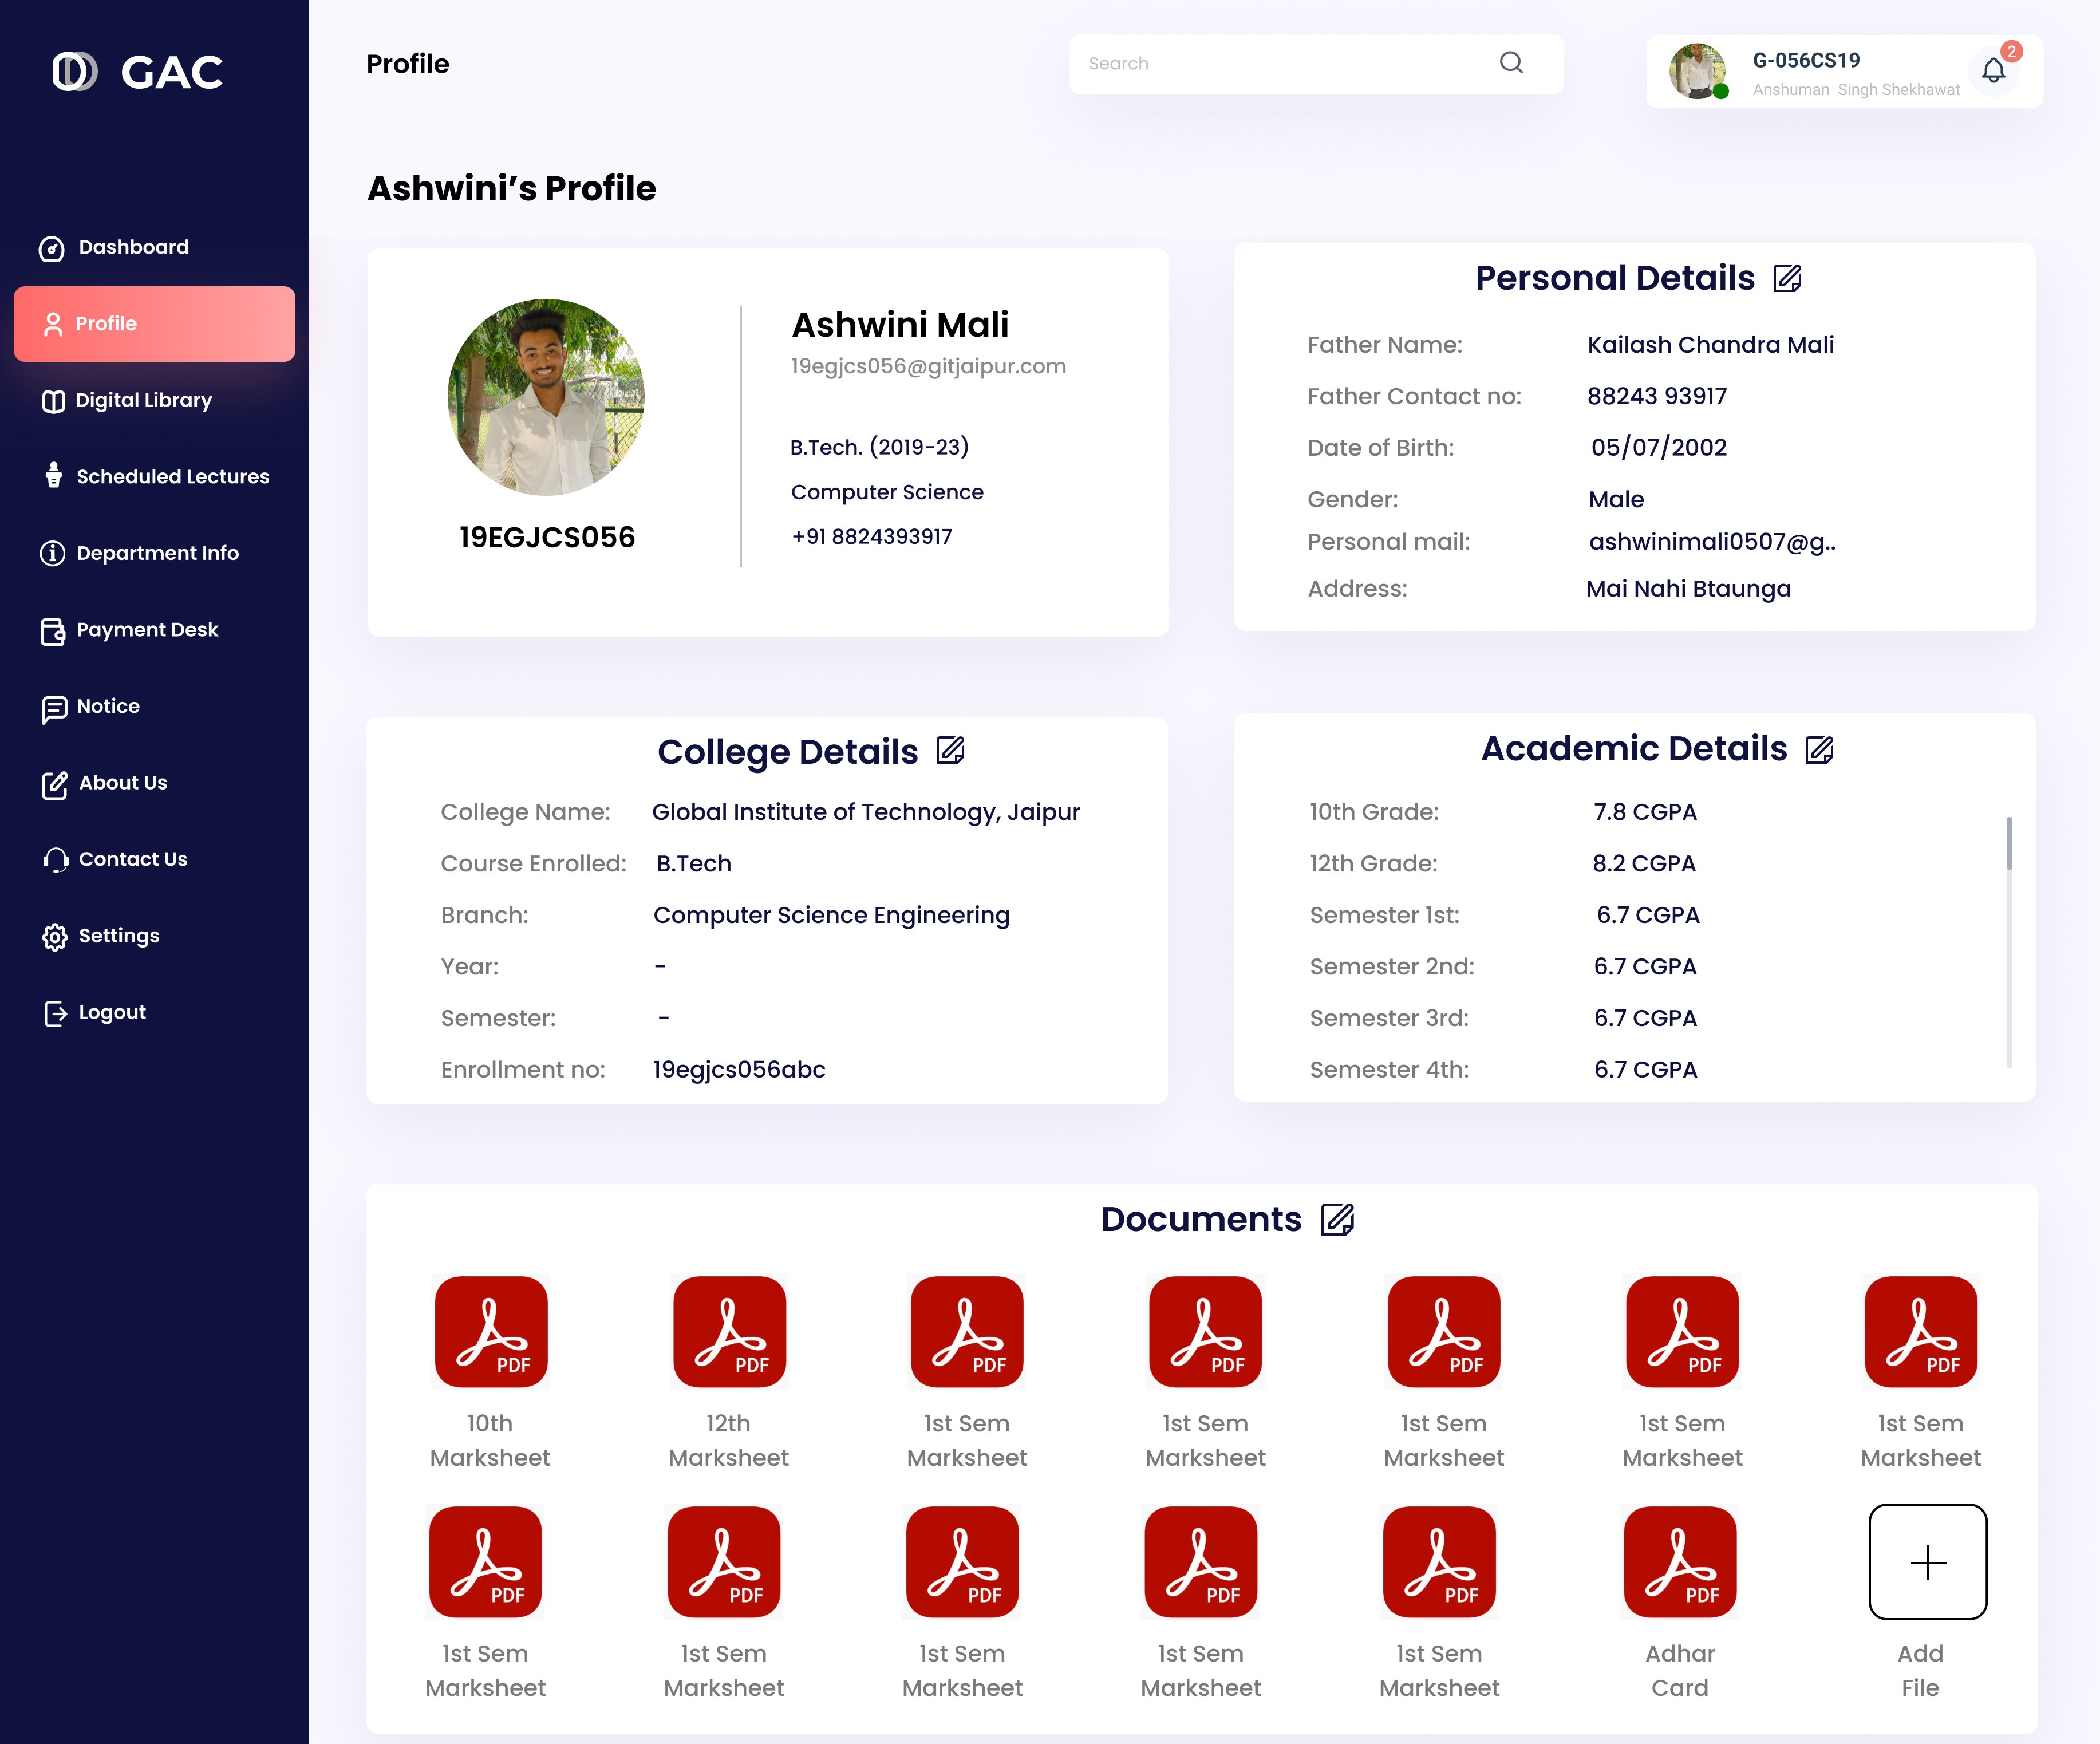 GAC
Profile
Search
G-056CS19
Anshuman Singh Shekhawat
2
Dashboard
Profile
Digital Library
Scheduled Lectures
Department Info
Payment Desk
Notice
About Us
Contact Us
Settings
Logout
Ashwini’s Profile
19EGJCS056
Ashwini Mali
19egjcs056@gitjaipur.com
B.Tech. (2019-23)
Computer Science
+91 8824393917
Personal Details
Father Name: Kailash Chandra Mali
Father Contact no: 88243 93917
Date of Birth: 05/07/2002
Gender: Male
Personal mail: ashwinimali0507@g..
Address: Mai Nahi Btaunga
College Details
College Name: Global Institute of Technology, Jaipur
Course Enrolled: B.Tech
Branch: Computer Science Engineering
Year: -
Semester: -
Enrollment no: 19egjcs056abc
Academic Details
10th Grade: 7.8 CGPA
12th Grade: 8.2 CGPA
Semester 1st: 6.7 CGPA
Semester 2nd: 6.7 CGPA
Semester 3rd: 6.7 CGPA
Semester 4th: 6.7 CGPA
Documents
PDF PDF PDF PDF PDF PDF PDF
10th 12th 1st Sem 1st Sem 1st Sem 1st Sem 1st Sem
Marksheet Marksheet Marksheet Marksheet Marksheet Marksheet Marksheet
PDF PDF PDF PDF PDF PDF
1st Sem 1st Sem 1st Sem 1st Sem 1st Sem Adhar Add
Marksheet Marksheet Marksheet Marksheet Marksheet Card File